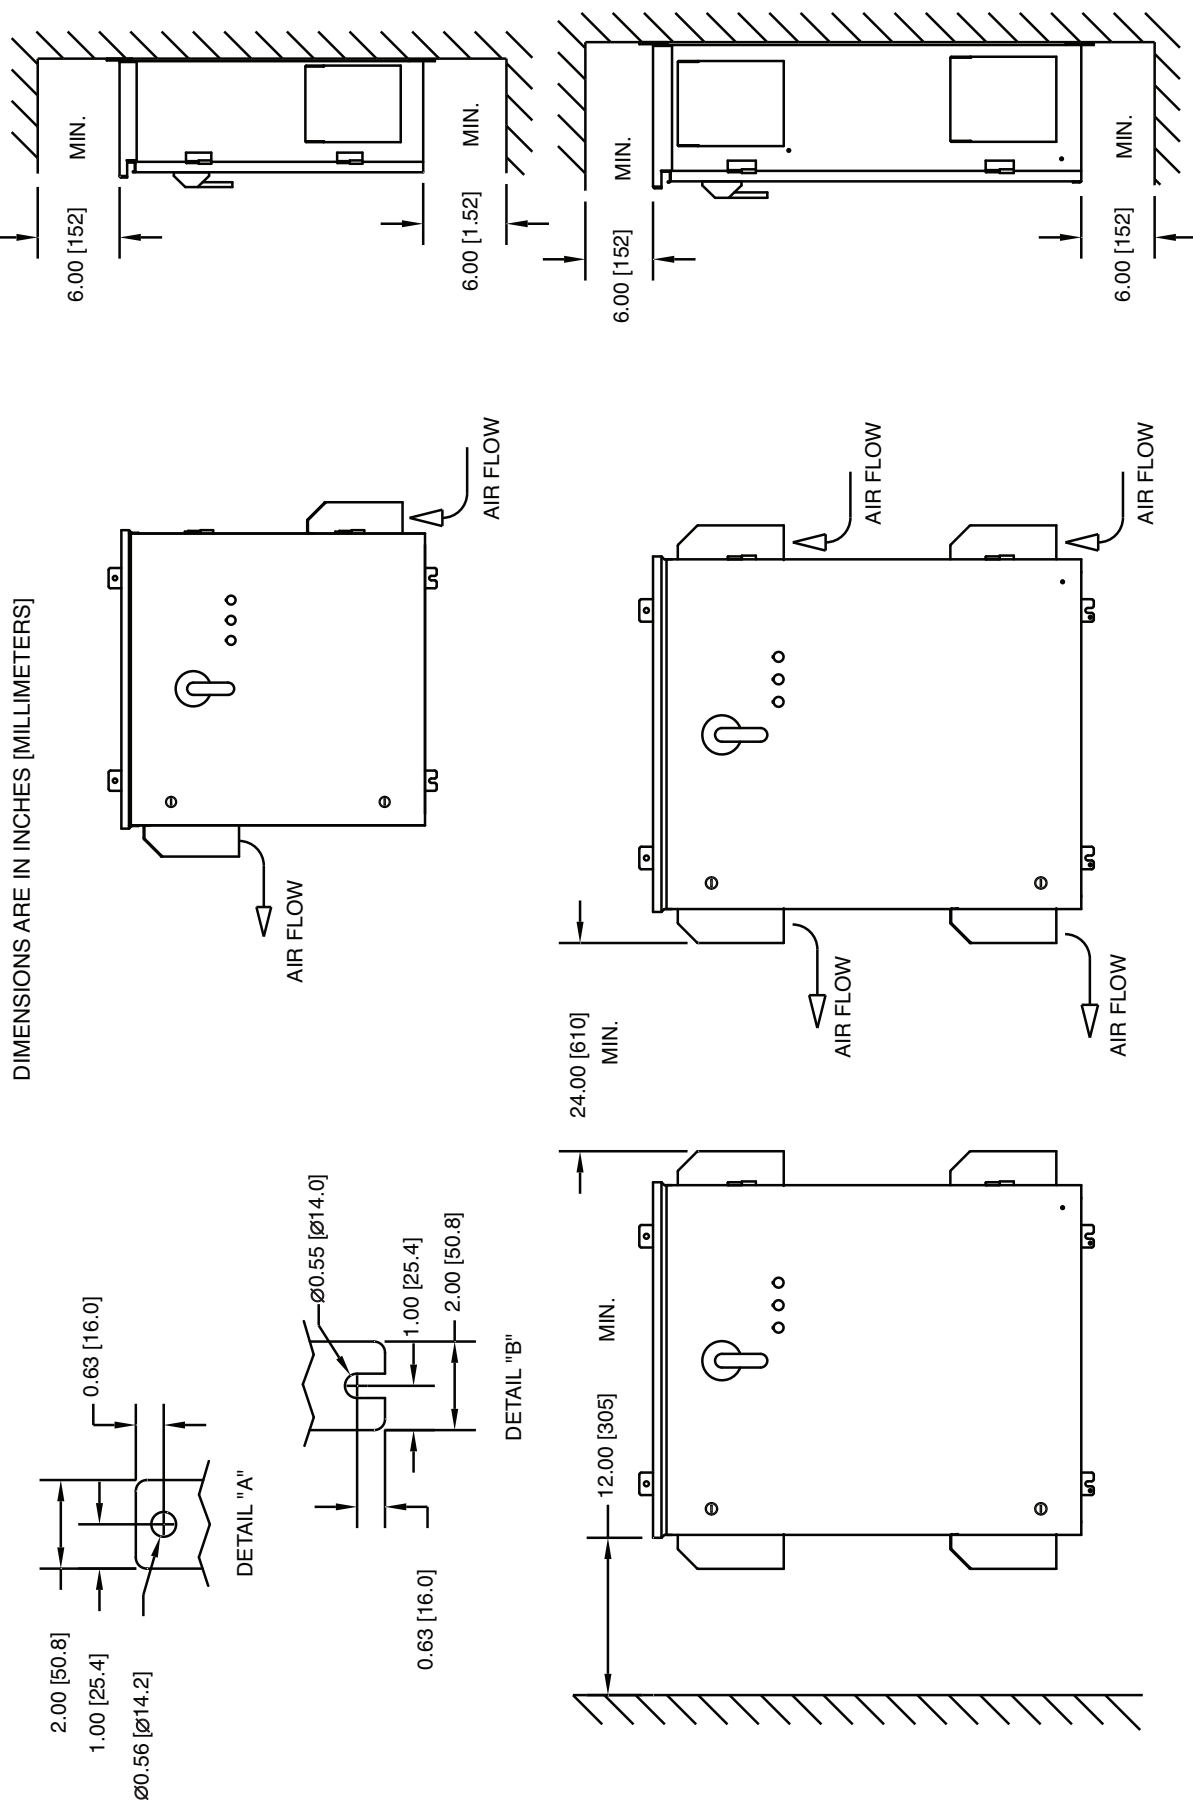 DIMENSIONS ARE IN INCHES [MILLIMETERS]
2.00 [50.8]
1.00 [25.4]
Ø0.56 [Ø14.2]
0.63 [16.0]
DETAIL "A"
Ø0.55 [Ø14.0]
1.00 [25.4]
2.00 [50.8]
0.63 [16.0]
DETAIL "B"
AIR FLOW
AIR FLOW
6.00 [152]
MIN.
6.00 [1.52]
MIN.
12.00 [305]
MIN.
24.00 [610]
MIN.
AIR FLOW
AIR FLOW
AIR FLOW
AIR FLOW
6.00 [152]
MIN.
6.00 [152]
MIN.